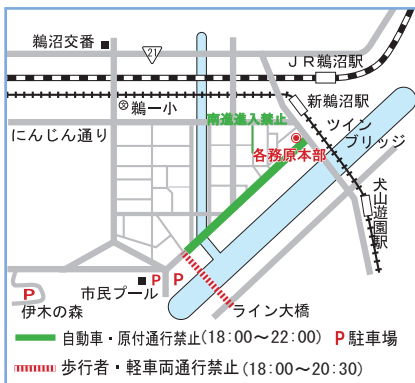 鵜沼交番
21
JR鵜沼駅
文
鵜一小
新鵜沼駅
南進進入禁止
ツイン
ブリッジ
にんじん通り
各務原本部
犬山遊園駅
P
P P
市民プール
伊木の森
ライン大橋
自動車・原付通行禁止(18:00〜22:00) P 駐車場
歩行者・軽車両通行禁止(18:00〜20:30)